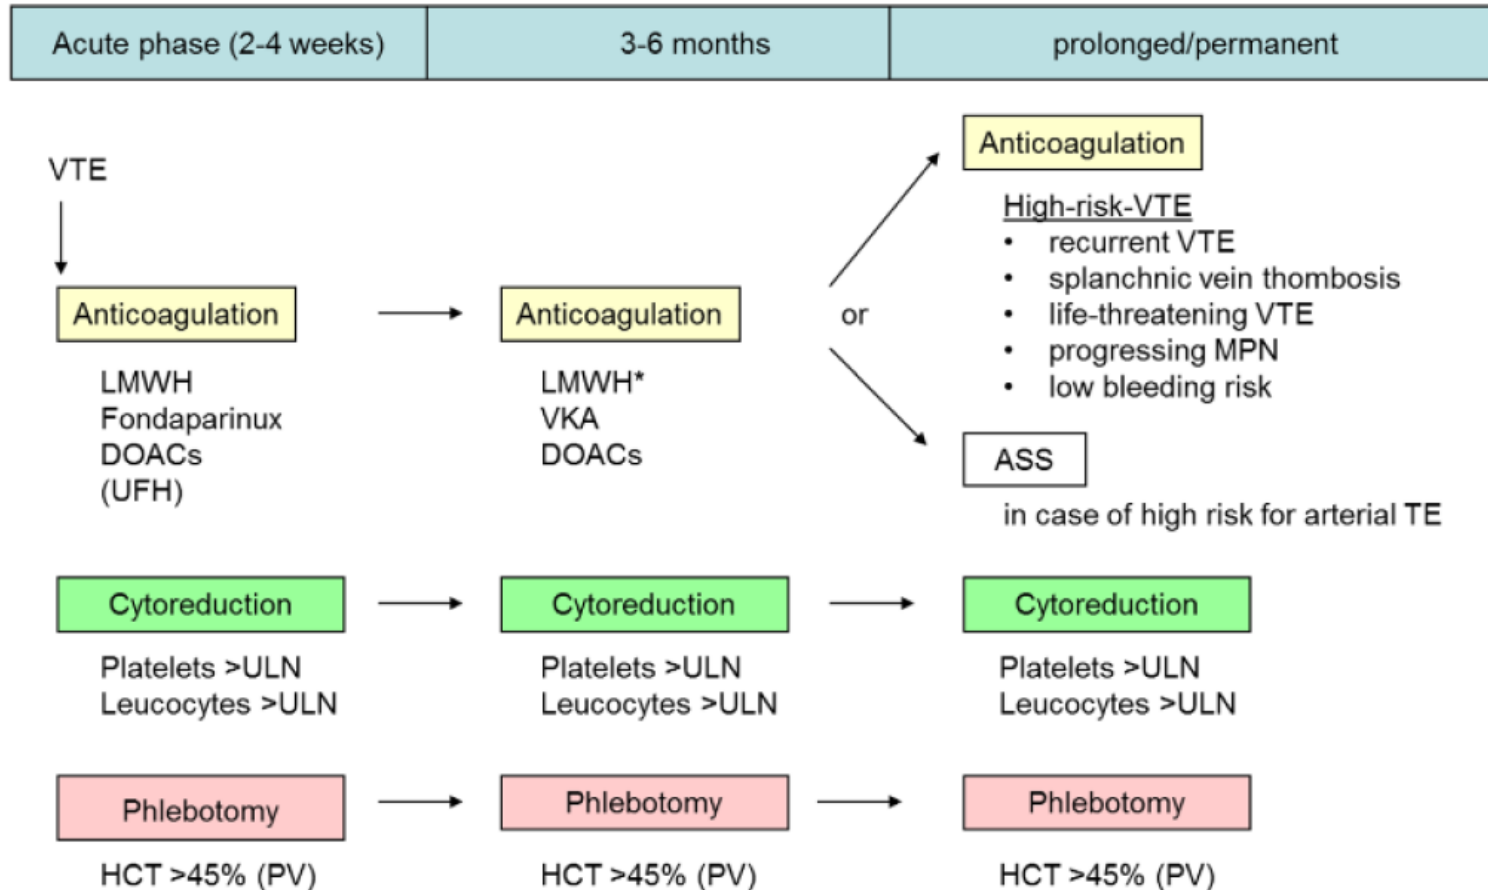 Acute phase (2-4 weeks)
3-6 months
prolonged/permanent
VTE
Anticoagulation
LMWH
Fondaparinux
DOACs
(UFH)
Anticoagulation
LMWH*
VKA
DOACs
or
Anticoagulation
High-risk-VTE
• recurrent VTE
• splanchnic vein thombosis
• life-threatening VTE
• progressing MPN
• low bleeding risk
ASS
in case of high risk for arterial TE
Cytoreduction
Platelets >ULN
Leucocytes >ULN
Cytoreduction
Platelets >ULN
Leucocytes >ULN
Cytoreduction
Platelets >ULN
Leucocytes >ULN
Phlebotomy
HCT >45% (PV)
Phlebotomy
HCT >45% (PV)
Phlebotomy
HCT >45% (PV)